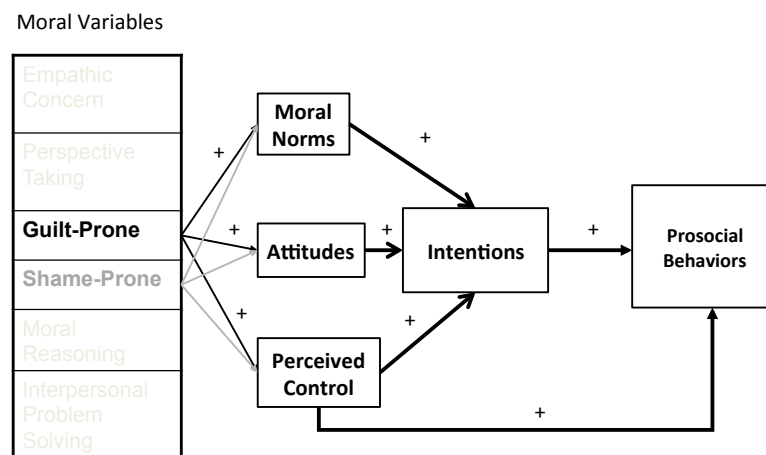 Moral Variables
Empathic
Concern
Perspective
Taking
Guilt-Prone
Shame-Prone
Moral
Reasoning
Interpersonal
Problem
Solving
Moral
Norms
Attitudes
Perceived
Control
Intentions
Prosocial
Behaviors
+
+
+
+
+
+
+
+